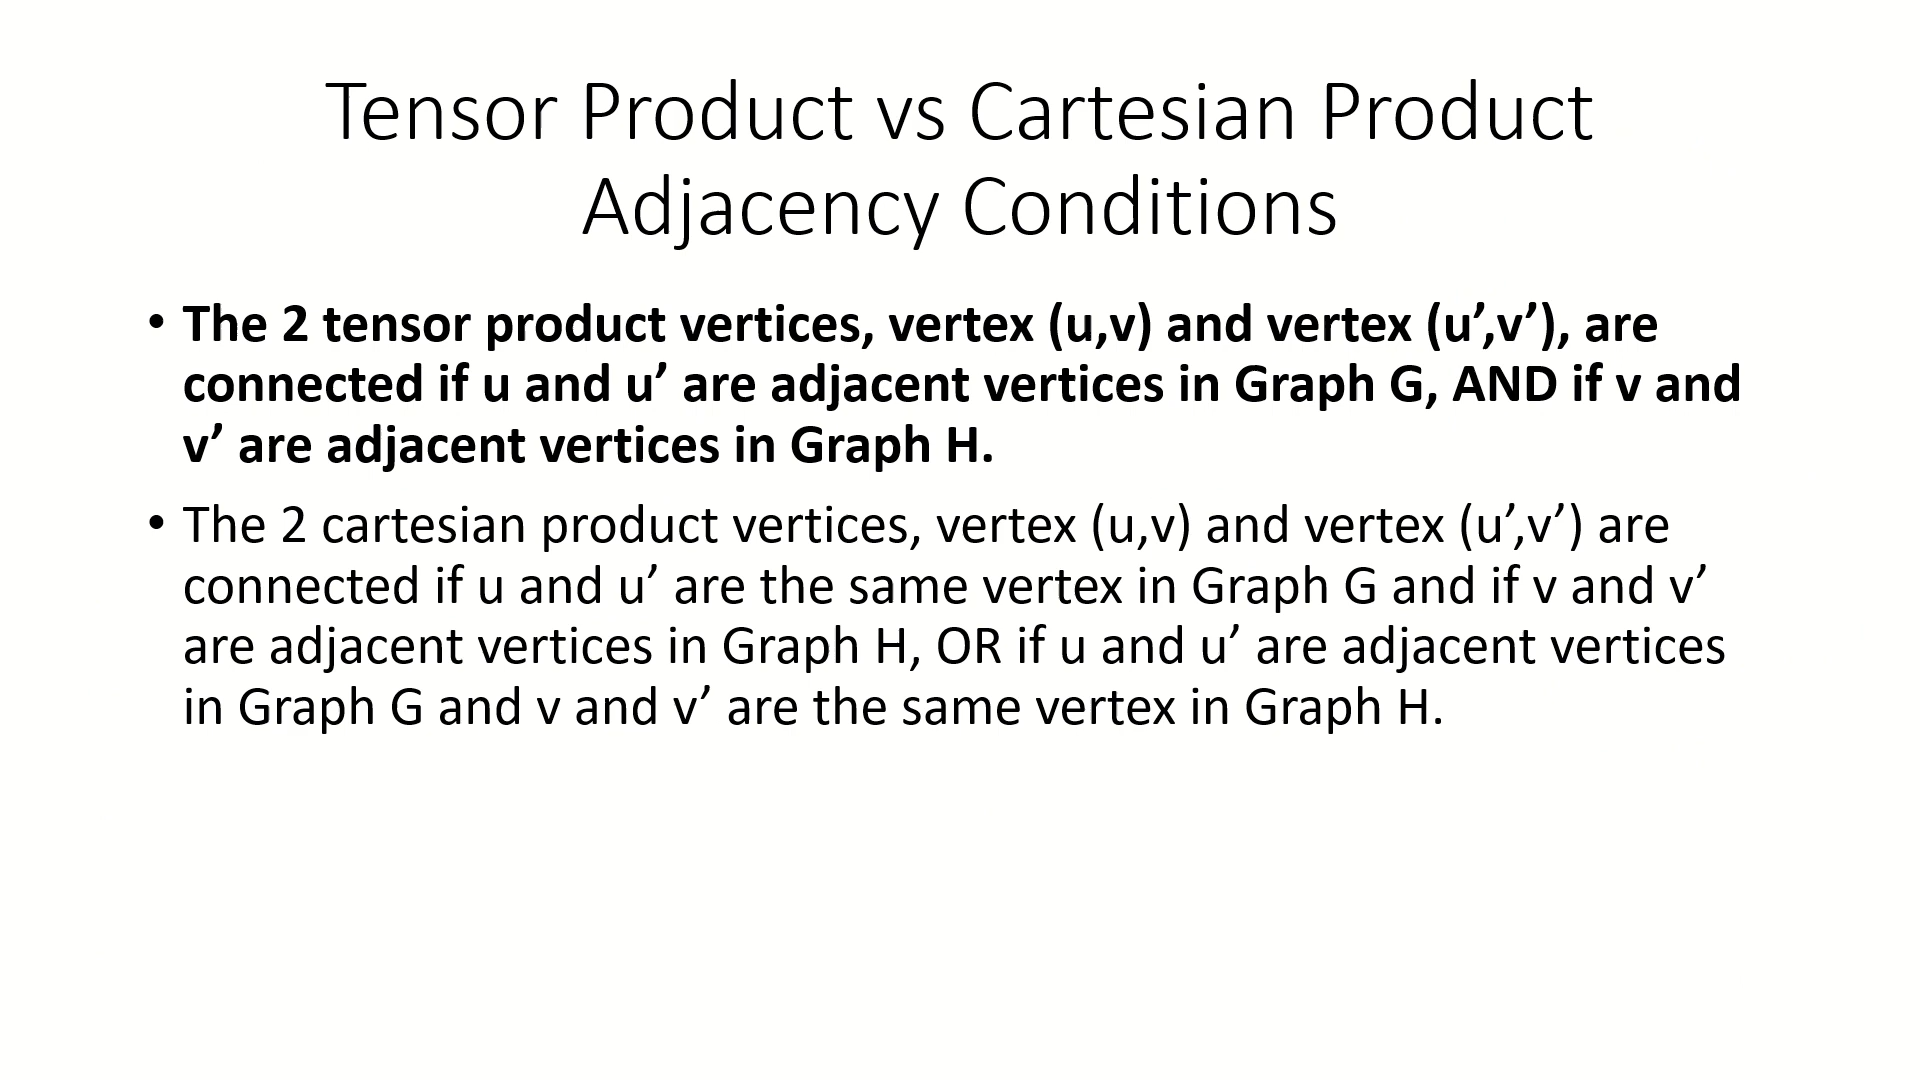 Tensor Product vs Cartesian Product
Adjacency Conditions
• The 2 tensor product vertices, vertex (u,v) and vertex (u’,v’), are
connected if u and u’ are adjacent vertices in Graph G, AND if v and
v’ are adjacent vertices in Graph H.
• The 2 cartesian product vertices, vertex (u,v) and vertex (u’,v’) are
connected if u and u’ are the same vertex in Graph G and if v and v’
are adjacent vertices in Graph H, OR if u and u’ are adjacent vertices
in Graph G and v and v’ are the same vertex in Graph H.